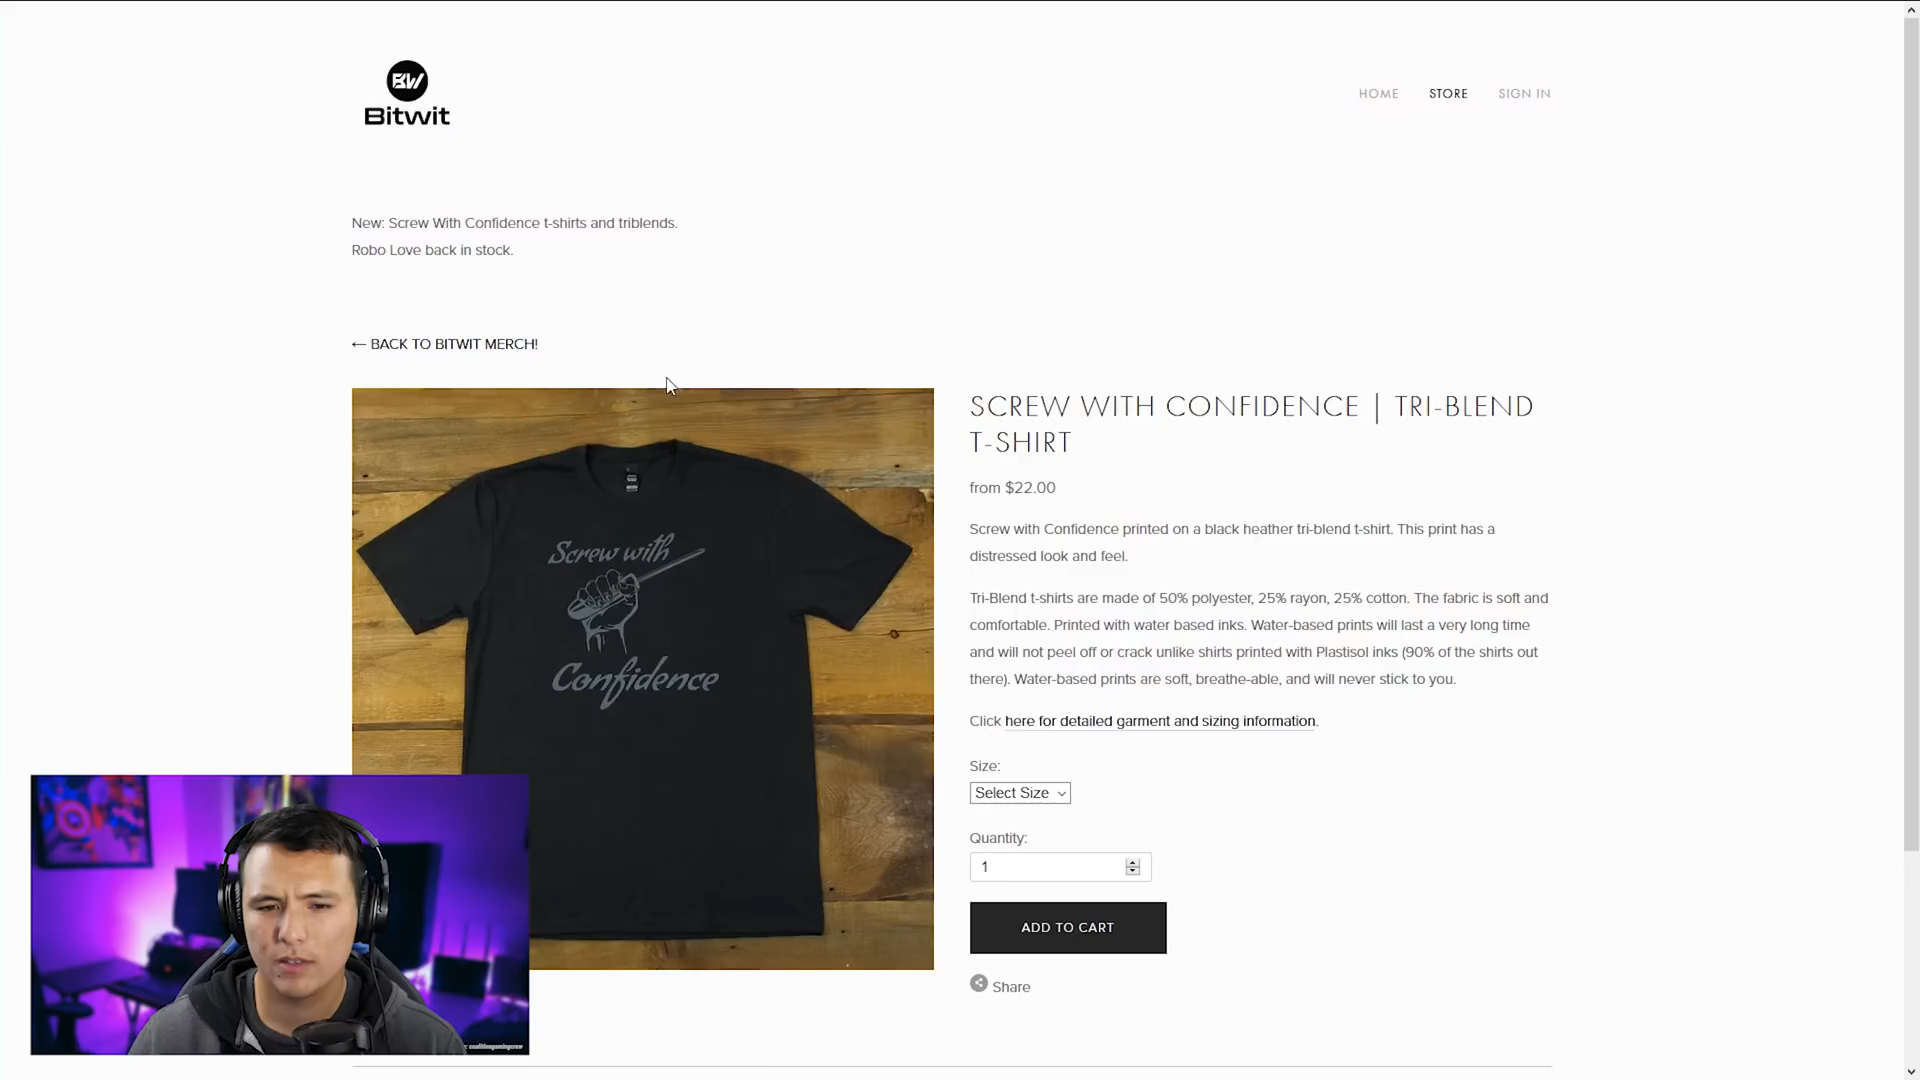 BW
Bitwit
HOME STORE SIGN IN
New: Screw With Confidence t-shirts and triblends.
Robo Love back in stock.
← BACK TO BITWIT MERCH!
Screw with
Confidence
SCREW WITH CONFIDENCE | TRI-BLEND
T-SHIRT
from $22.00
Screw with Confidence printed on a black heather tri-blend t-shirt. This print has a
distressed look and feel.
Tri-Blend t-shirts are made of 50% polyester, 25% rayon, 25% cotton. The fabric is soft and
comfortable. Printed with water based inks. Water-based prints will last a very long time
and will not peel off or crack unlike shirts printed with Plastisol inks (90% of the shirts out
there). Water-based prints are soft, breathe-able, and will never stick to you.
Click here for detailed garment and sizing information.
Size:
Select Size
Quantity:
1
ADD TO CART
Share
coalitiongamingcrew